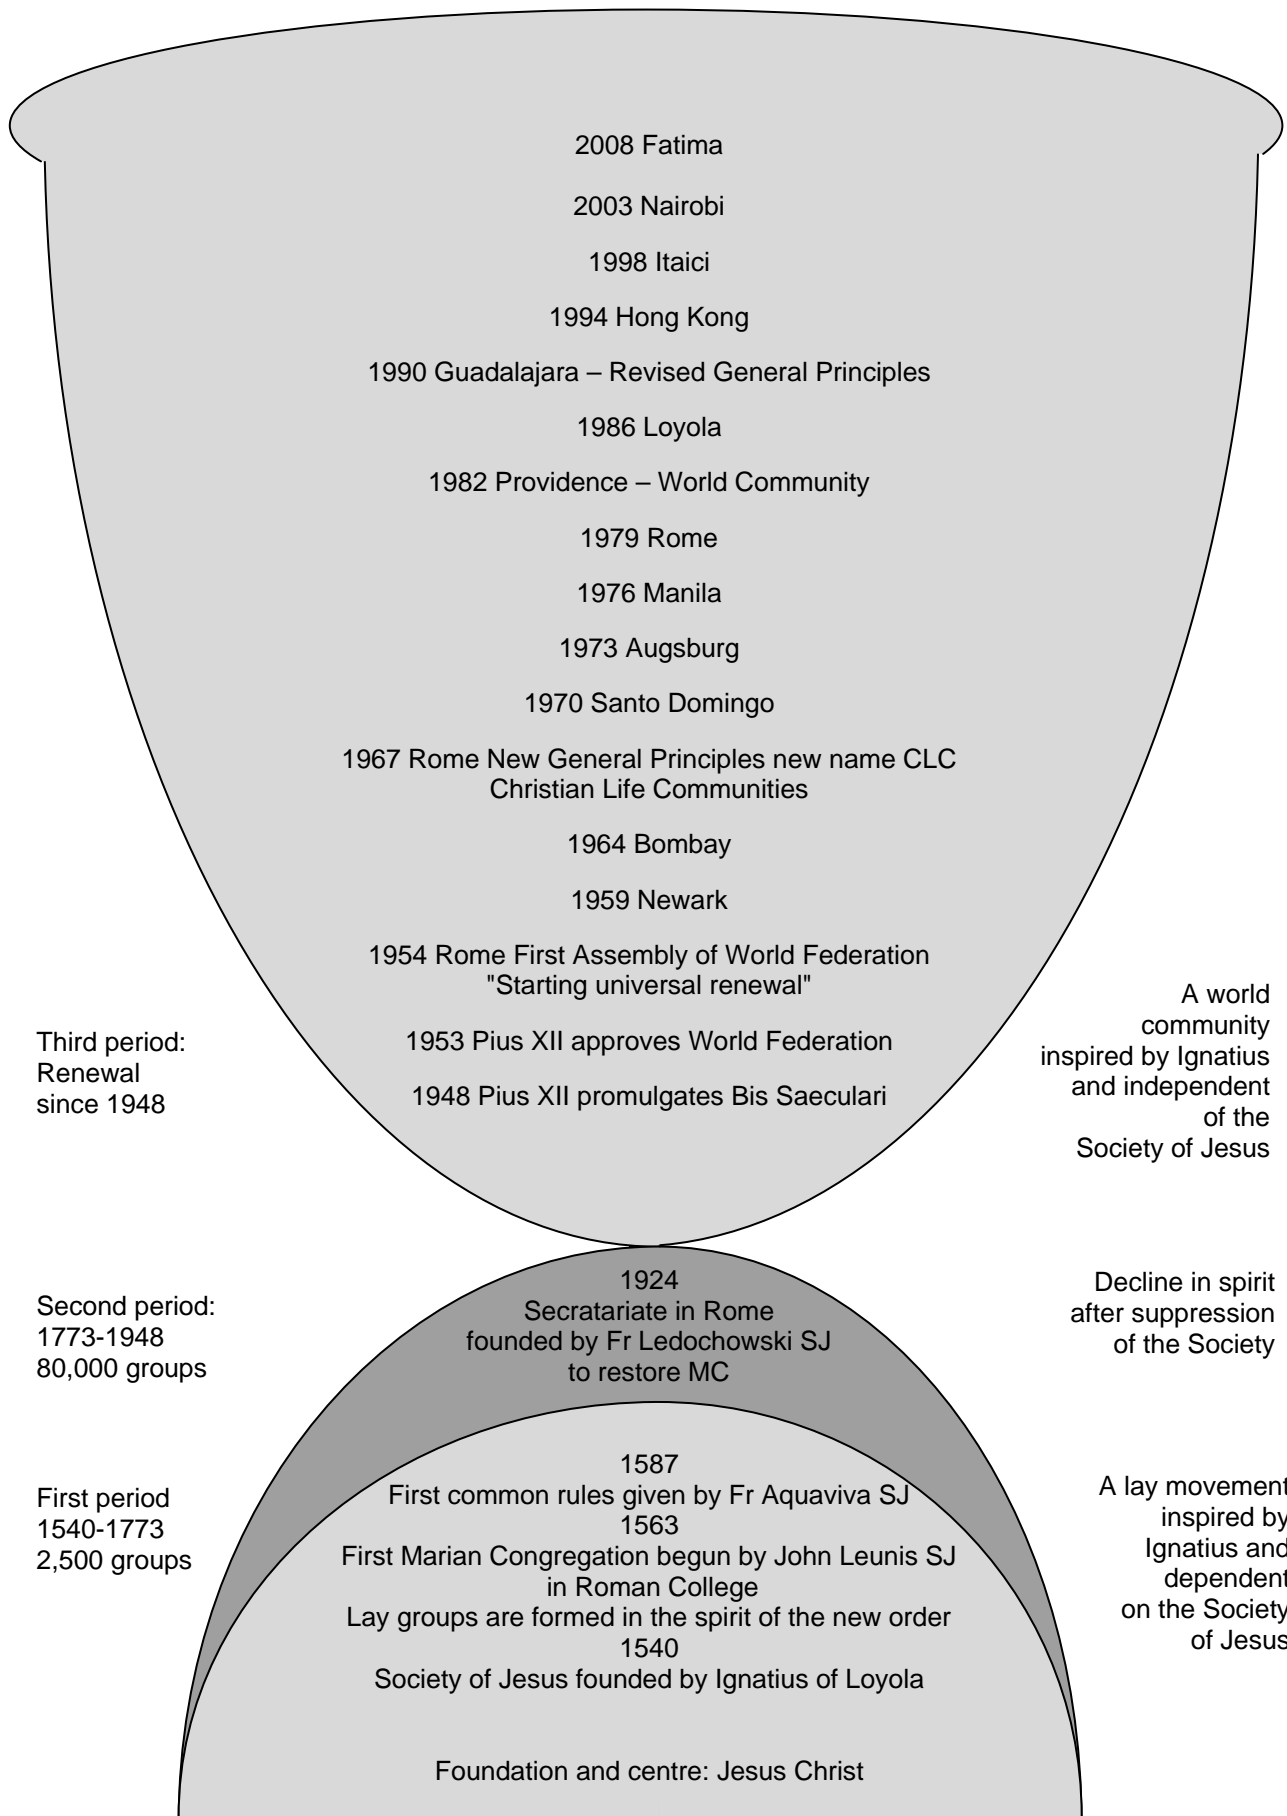 2008 Fatima
2003 Nairobi
1998 Itaici
1994 Hong Kong
1990 Guadalajara – Revised General Principles
1986 Loyola
1982 Providence – World Community
1979 Rome
1976 Manila
1973 Augsburg
1970 Santo Domingo
1967 Rome New General Principles new name CLC
Christian Life Communities
1964 Bombay
1959 Newark
1954 Rome First Assembly of World Federation
"Starting universal renewal"
1953 Pius XII approves World Federation
1948 Pius XII promulgates Bis Saeculari
Third period:
Renewal
since 1948
A world
community
inspired by Ignatius
and independent
of the
Society of Jesus
1924
Secratariate in Rome
founded by Fr Ledochowski SJ
to restore MC
Second period:
1773-1948
80,000 groups
Decline in spirit
after suppression
of the Society
1587
First common rules given by Fr Aquaviva SJ
1563
First Marian Congregation begun by John Leunis SJ
in Roman College
Lay groups are formed in the spirit of the new order
1540
Society of Jesus founded by Ignatius of Loyola
First period
1540-1773
2,500 groups
A lay movement
inspired by
Ignatius and
dependent
on the Society
of Jesus
Foundation and centre: Jesus Christ